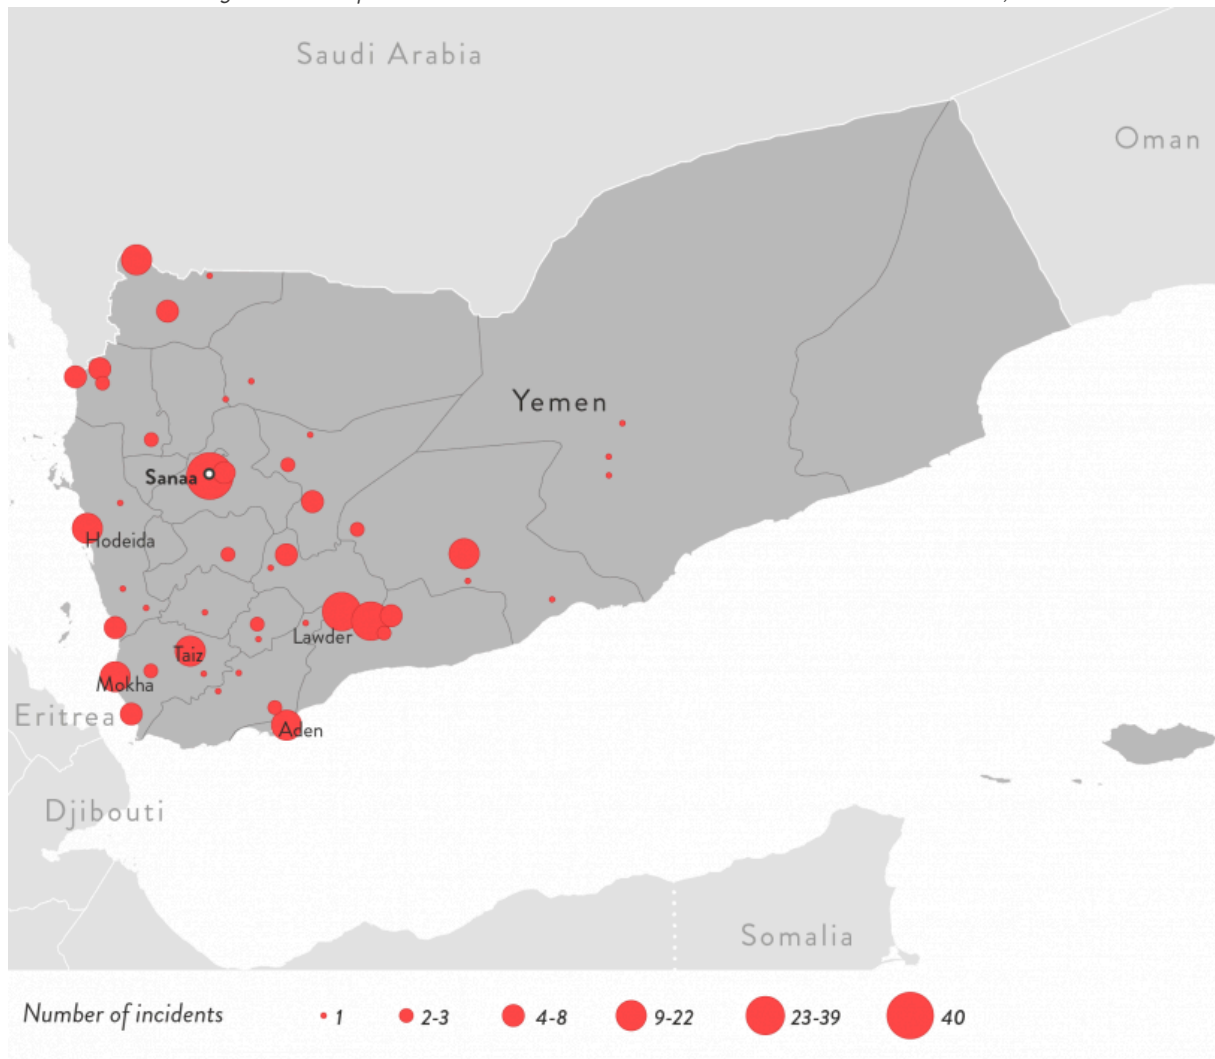 Saudi Arabia
Oman
Yemen
Sanaa
Hodeida
Lawder
Taiz
Mokha
Eritrea
Aden
Djibouti
Somalia
Number of incidents 1 2-3 4-8 9-22 23-39 40